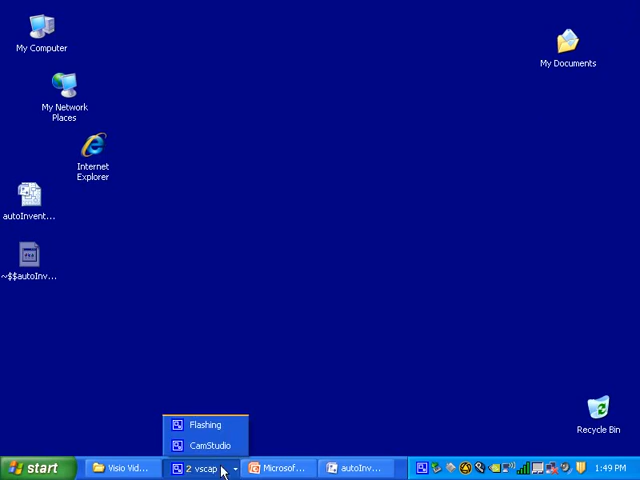 My Computer
My Documents
My Network
Places
Internet
Explorer
autoInvent...
~$$autoInv...
Recycle Bin
Flashing
CamStudio
start
Visio Vid...
2 vscap
Microsof...
autoInv...
1:49 PM